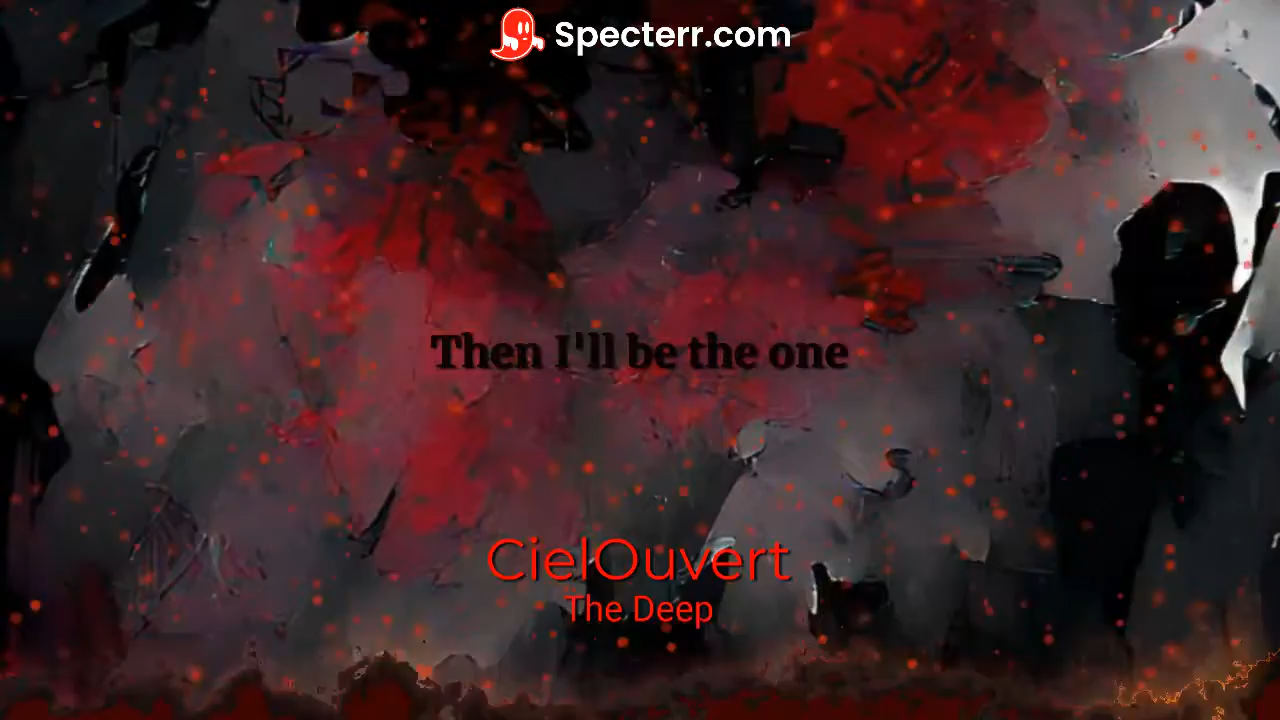 Specterr.com
Then I'll be the one
CielOuvert
The Deep